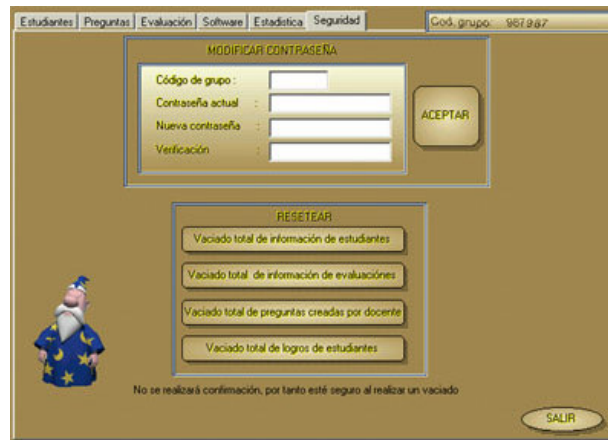 Estudiantes Preguntas Evaluación Software Estadistica Seguridad
Cod. grupo: 987987
MODIFICAR CONTRASEÑA
Código de grupo :
Contraseña actual :
Nueva contraseña :
Verificación :
ACEPTAR
RESETEAR
Vaciado total de información de estudiantes
Vaciado total de información de evaluaciónes
Vaciado total de preguntas creadas por docente
Vaciado total de logros de estudiantes
No se realizará confirmación, por tanto esté seguro al realizar un vaciado
SALIR